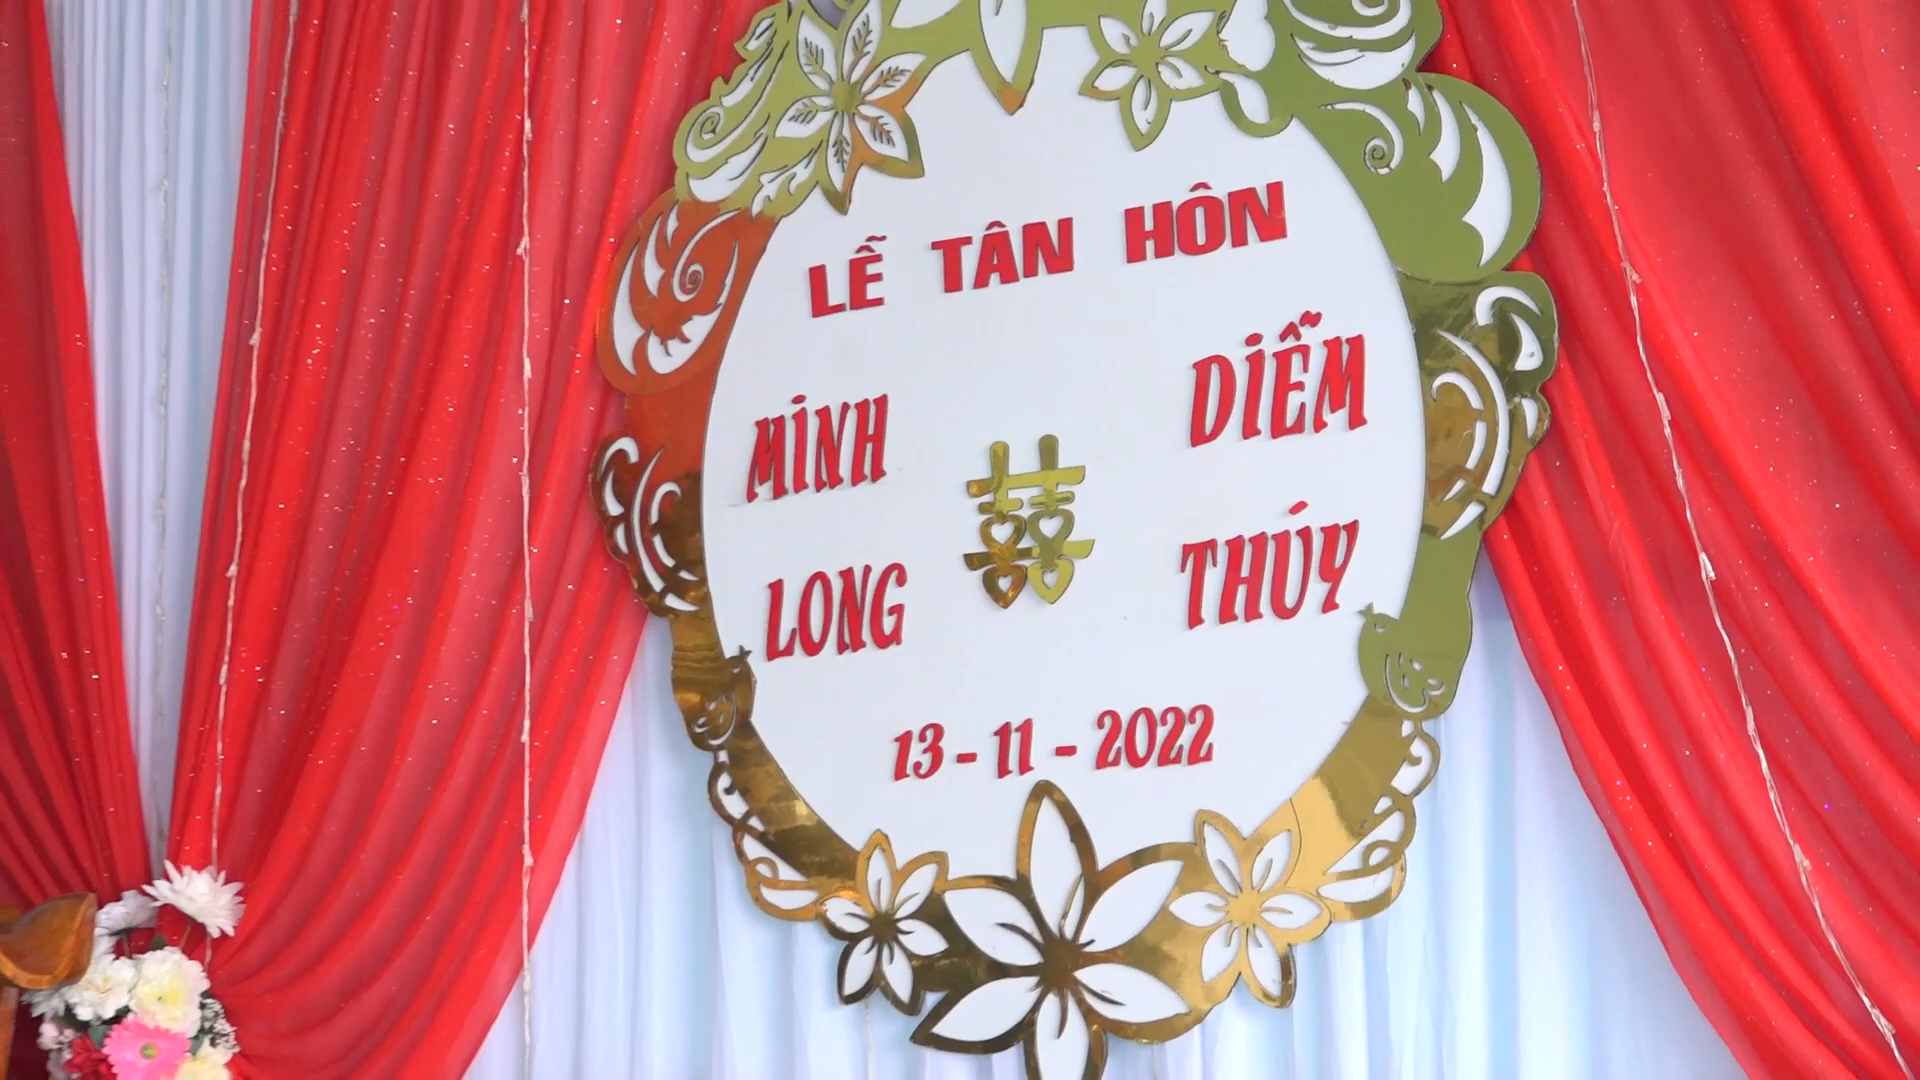 LỄ TÂN HÔN
MINH
LONG
囍
DIỄM
THÚY
13 - 11 - 2022